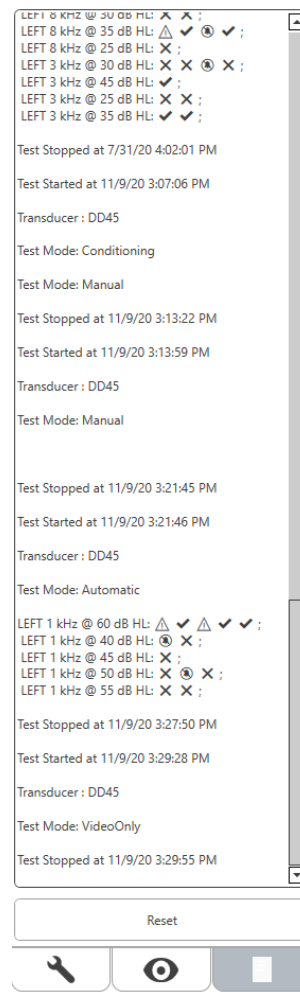 LEFT 8 kHz @ 30 dB HL: ✕ ✕ ;
LEFT 8 kHz @ 35 dB HL: ⚠ ✔ 🔕 ✔ ;
LEFT 8 kHz @ 25 dB HL: ✕ ;
LEFT 3 kHz @ 30 dB HL: ✕ ✕ 🔕 ✕ ;
LEFT 3 kHz @ 45 dB HL: ✔ ;
LEFT 3 kHz @ 25 dB HL: ✕ ✕ ;
LEFT 3 kHz @ 35 dB HL: ✔ ✔ ;
Test Stopped at 7/31/20 4:02:01 PM
Test Started at 11/9/20 3:07:06 PM
Transducer : DD45
Test Mode: Conditioning
Test Mode: Manual
Test Stopped at 11/9/20 3:13:22 PM
Test Started at 11/9/20 3:13:59 PM
Transducer : DD45
Test Mode: Manual
Test Stopped at 11/9/20 3:21:45 PM
Test Started at 11/9/20 3:21:46 PM
Transducer : DD45
Test Mode: Automatic
LEFT 1 kHz @ 60 dB HL: ⚠ ✔ ⚠ ✔ ✔ ;
LEFT 1 kHz @ 40 dB HL: 🔕 ✕ ;
LEFT 1 kHz @ 45 dB HL: ✕ ;
LEFT 1 kHz @ 50 dB HL: ✕ 🔕 ✕ ;
LEFT 1 kHz @ 55 dB HL: ✕ ✕ ;
Test Stopped at 11/9/20 3:27:50 PM
Test Started at 11/9/20 3:29:28 PM
Transducer : DD45
Test Mode: VideoOnly
Test Stopped at 11/9/20 3:29:55 PM
Reset